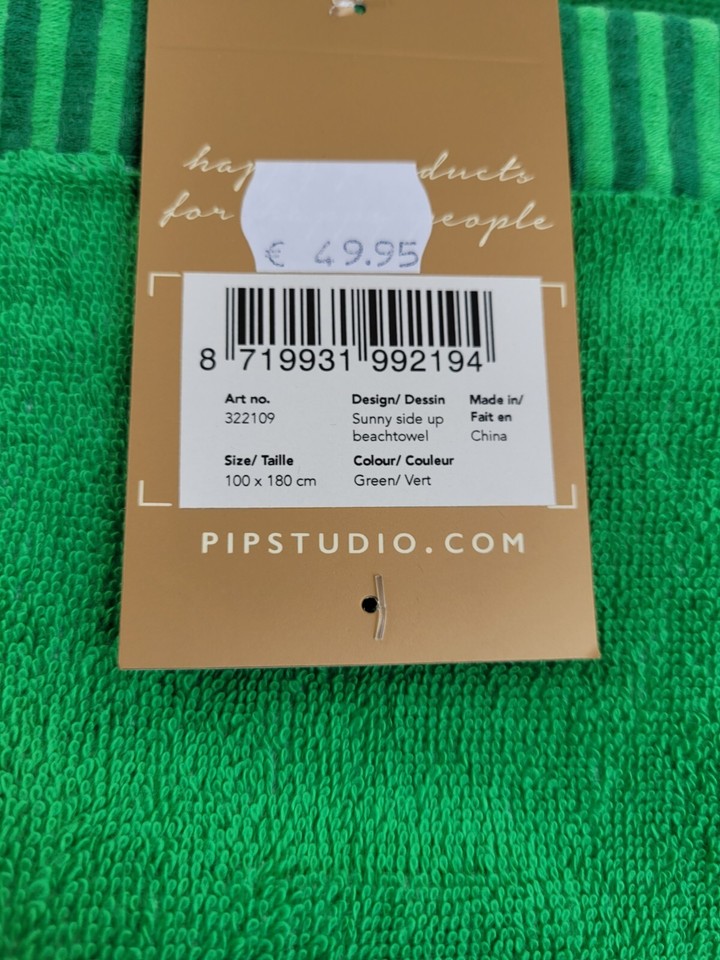 ducts
for people
€ 49.95
8 719931 992194
Art no.
322109
Design/ Dessin
Sunny side up
beachtowel
Made in/
Fait en
China
Size/ Taille
100 x 180 cm
Colour/ Couleur
Green/ Vert
PIPSTUDIO.COM